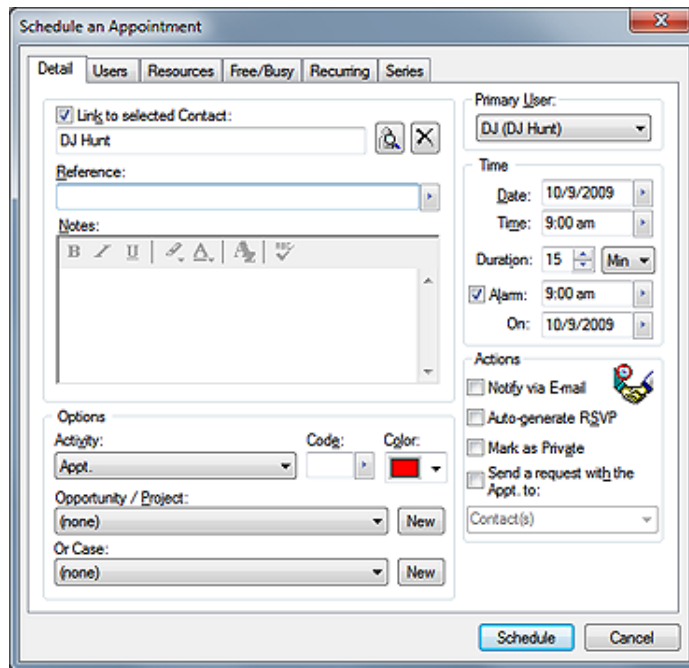 Schedule an Appointment
Detail Users Resources Free/Busy Recurring Series
Link to selected Contact:
DJ Hunt
Reference:
Notes:
B I U A A Z ABC
Options
Activity: Code: Color:
Appt.
Opportunity / Project:
(none) New
Or Case:
(none) New
Primary User:
DJ (DJ Hunt)
Time
Date: 10/9/2009
Time: 9:00 am
Duration: 15 Min
Alarm: 9:00 am
On: 10/9/2009
Actions
Notify via E-mail
Auto-generate RSVP
Mark as Private
Send a request with the
Appt. to:
Contact(s)
Schedule Cancel